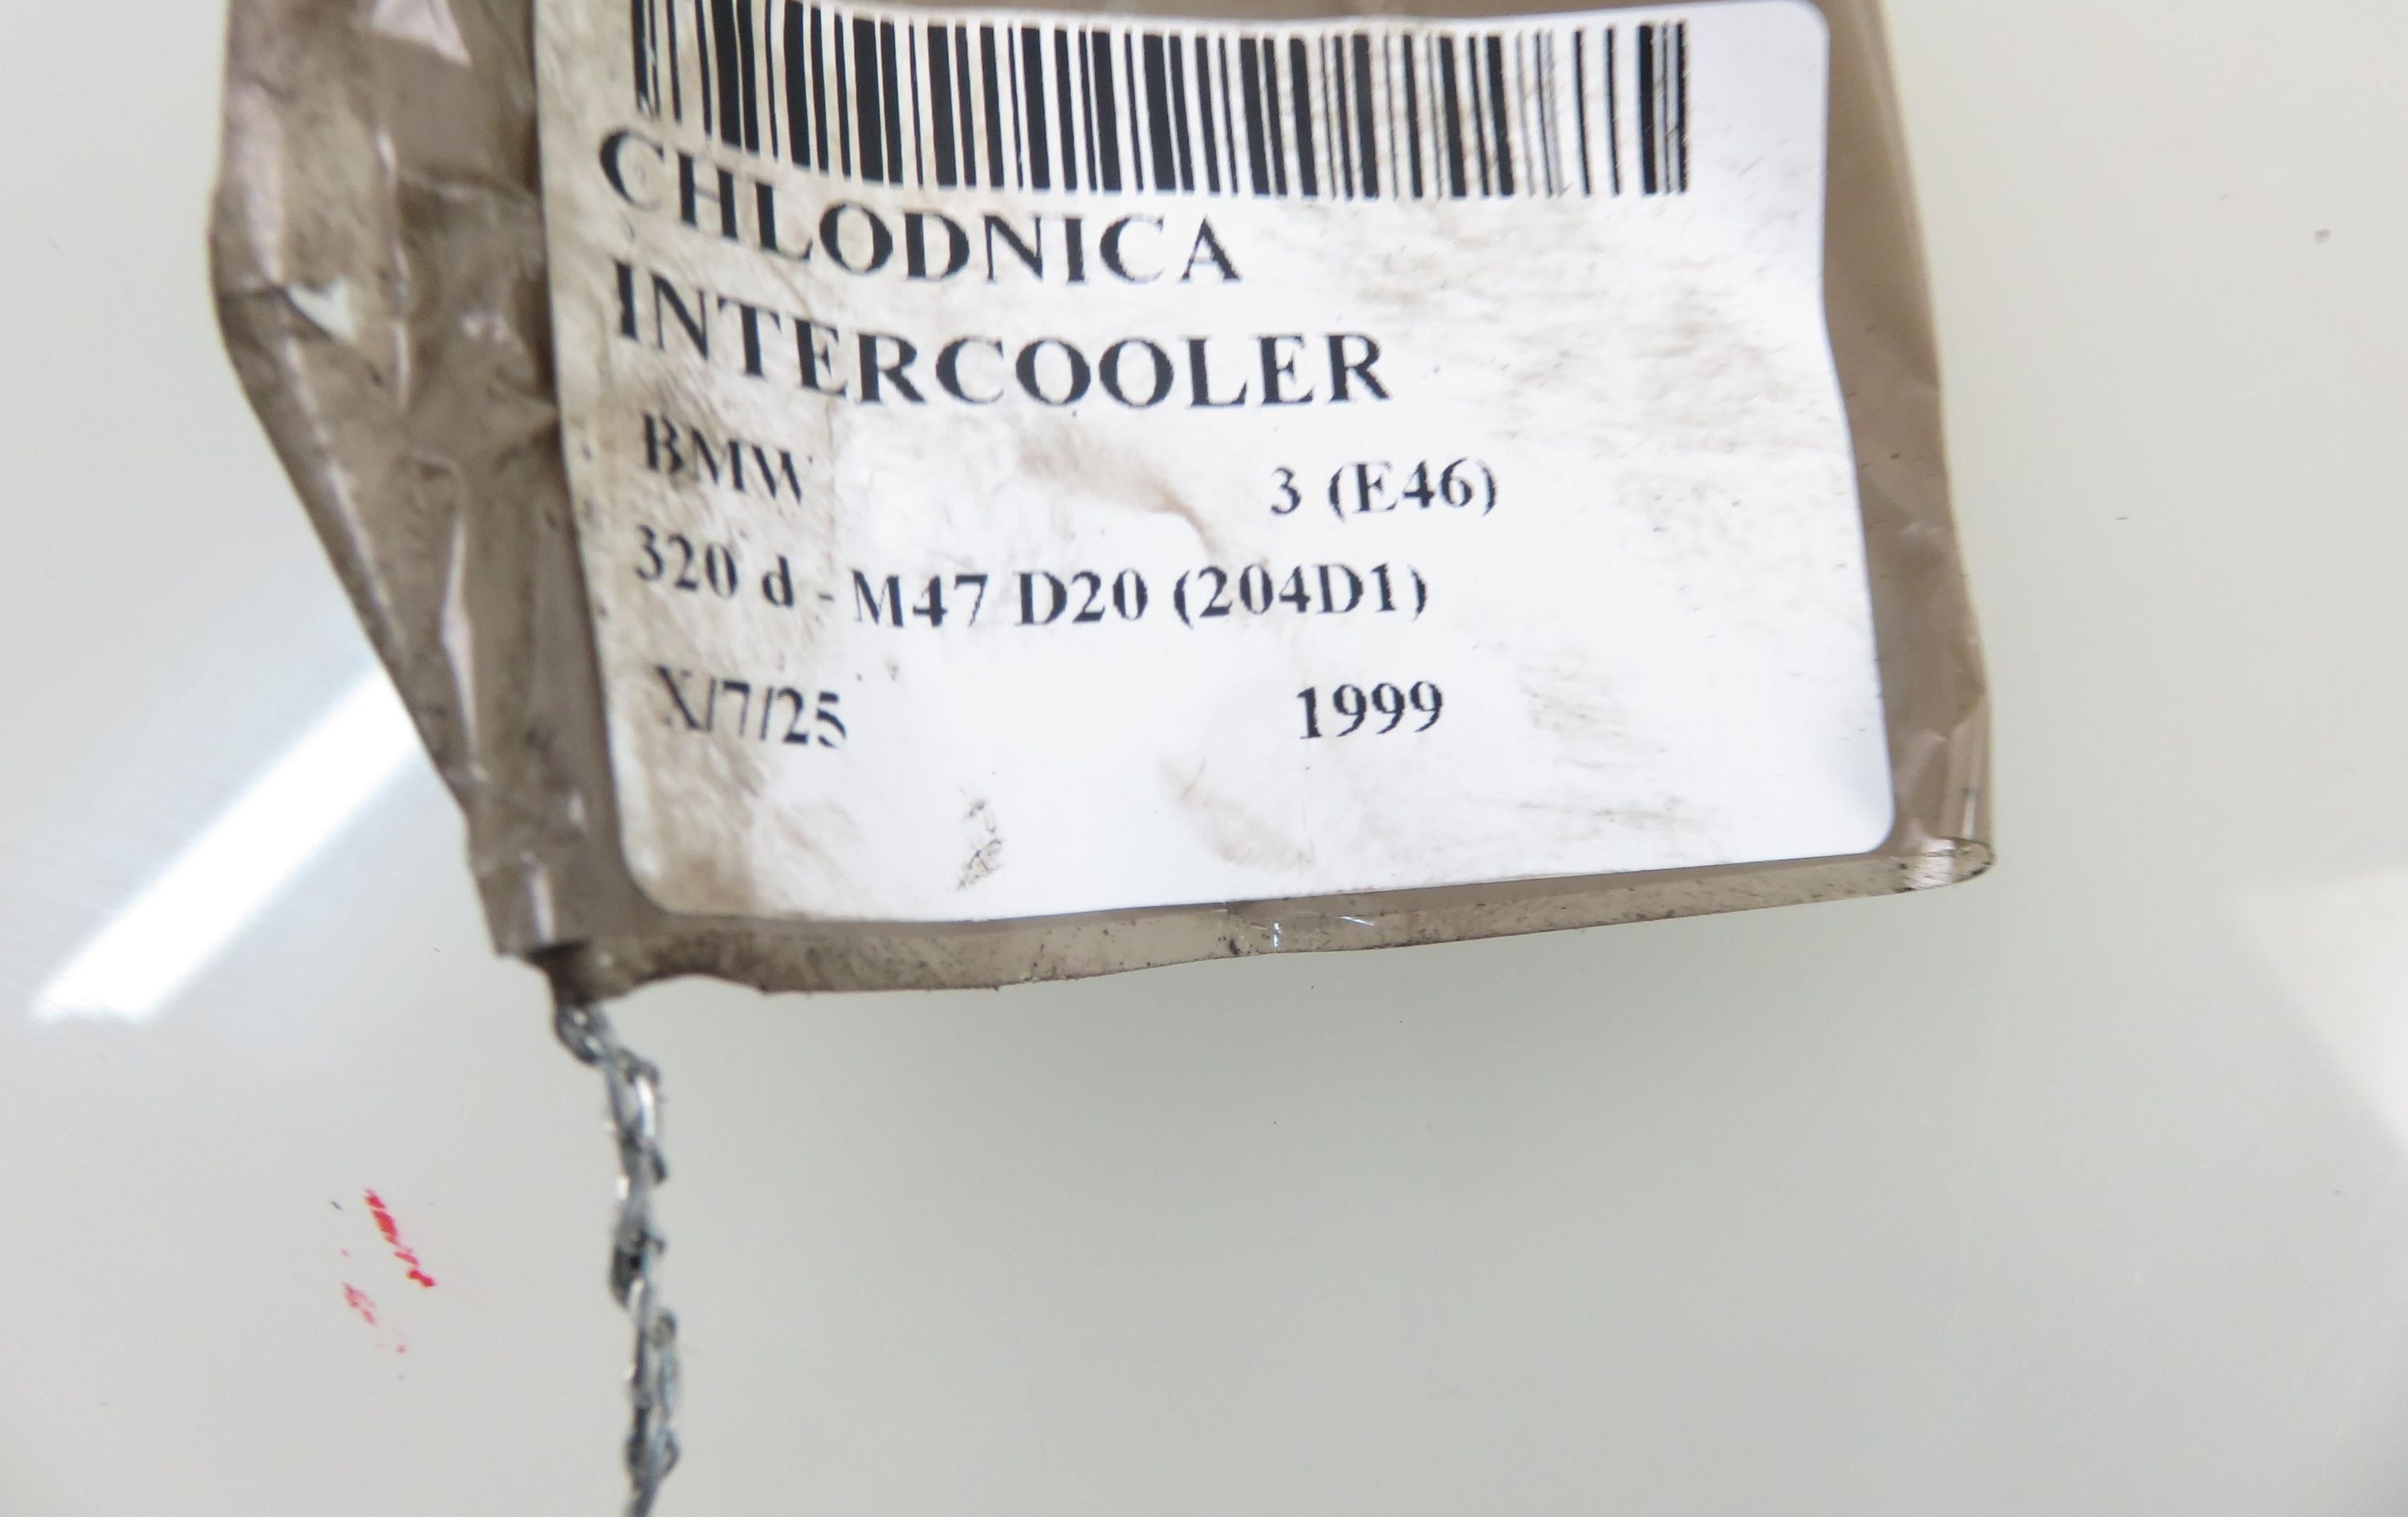 CHLODNICA
INTERCOOLER
BMW 3 (E46)
320 d - M47 D20 (204D1)
X/7/25 1999